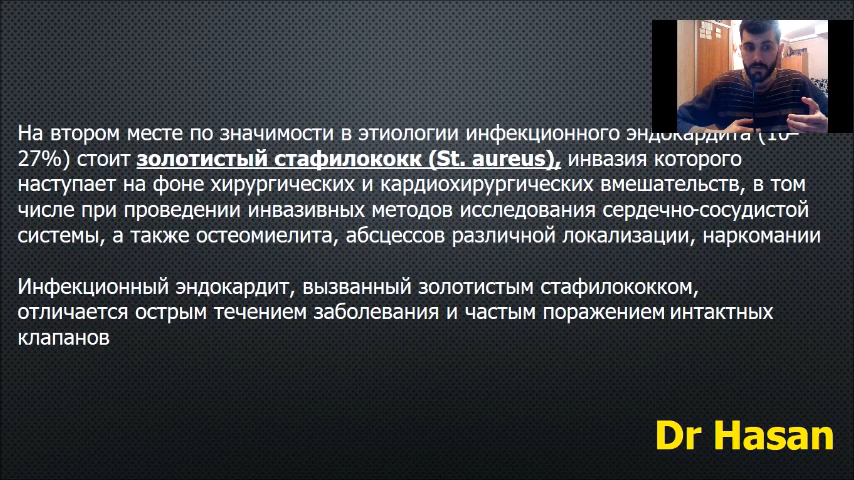 На втором месте по значимости в этиологии инфекционного эндокардита (10–
27%) стоит золотистый стафилококк (St. aureus), инвазия которого
наступает на фоне хирургических и кардиохирургических вмешательств, в том
числе при проведении инвазивных методов исследования сердечно-сосудистой
системы, а также остеомиелита, абсцессов различной локализации, наркомании
Инфекционный эндокардит, вызванный золотистым стафилококком,
отличается острым течением заболевания и частым поражением интактных
клапанов
Dr Hasan